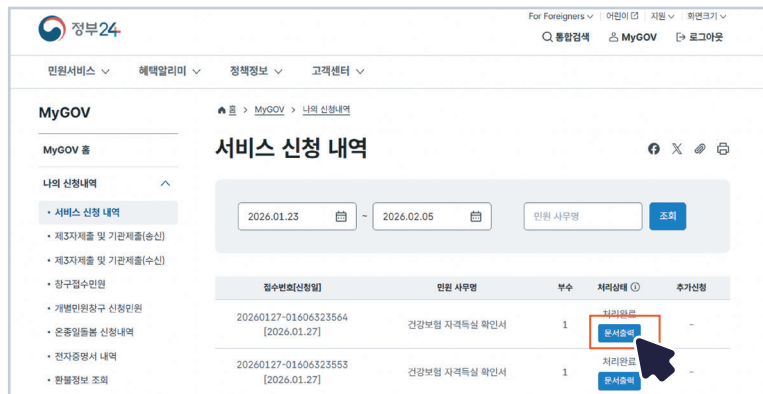 For Foreigners 어린이 지원 화면크기
정부24
통합검색 MyGOV 로그아웃
민원서비스 혜택알리미 정책정보 고객센터
MyGOV
홈 > MyGOV > 나의 신청내역
MyGOV 홈
서비스 신청 내역
나의 신청내역
• 서비스 신청 내역
• 제3자제출 및 기관제출(송신)
• 제3자제출 및 기관제출(수신)
• 창구접수민원
• 개별민원창구 신청민원
• 온종일돌봄 신청내역
• 전자증명서 내역
• 환불정보 조회
2026.01.23 ~ 2026.02.05 민원 사무명 조회
접수번호[신청일] 민원 사무명 부수 처리상태 추가신청
20260127-01606323564
[2026.01.27]
건강보험 자격득실 확인서 1
처리완료
문서출력
-
20260127-01606323553
[2026.01.27]
건강보험 자격득실 확인서 1
처리완료
문서출력
-